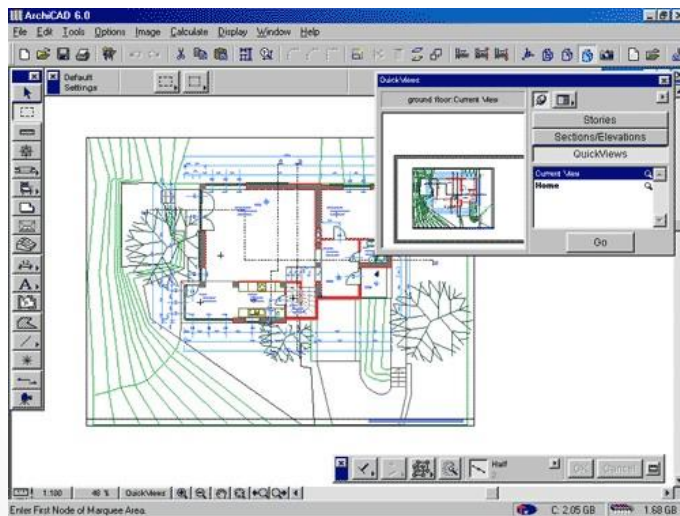 ArchiCAD 6.0
File Edit Tools Options Image Calculate Display Window Help
Default
Settings
QuickViews
ground floor:Current View
Stories
Sections/Elevations
QuickViews
Current View
Home
Go
A
Half
2
OK Cancel
1:100 48 % QuickViews
Enter First Node of Marquee Area. C: 2.05 GB 1.68 GB